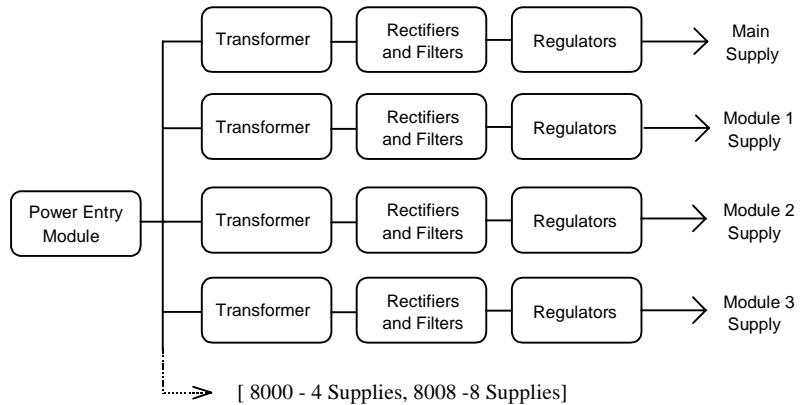 Transformer
Rectifiers
and Filters
Regulators
Main
Supply
Transformer
Rectifiers
and Filters
Regulators
Module 1
Supply
Power Entry
Module
Transformer
Rectifiers
and Filters
Regulators
Module 2
Supply
Transformer
Rectifiers
and Filters
Regulators
Module 3
Supply
[ 8000 - 4 Supplies, 8008 -8 Supplies]